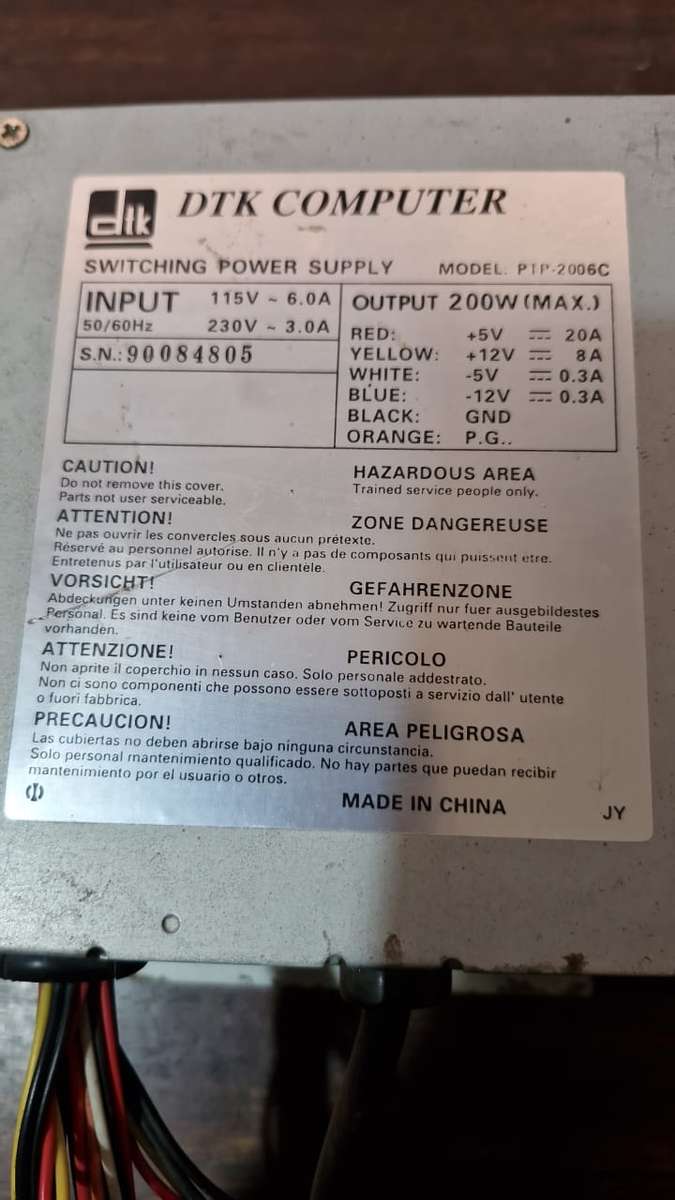 dtk DTK COMPUTER
SWITCHING POWER SUPPLY MODEL: PTP-2006C
INPUT 115V ~ 6.0A
50/60Hz 230V ~ 3.0A
S.N.: 90084805
OUTPUT 200W (MAX.)
RED: +5V 20A
YELLOW: +12V 8A
WHITE: -5V 0.3A
BLUE: -12V 0.3A
BLACK: GND
ORANGE: P.G..
CAUTION! HAZARDOUS AREA
Do not remove this cover. Trained service people only.
Parts not user serviceable.
ATTENTION! ZONE DANGEREUSE
Ne pas ouvrir les convercles sous aucun prétexte.
Réservé au personnel autorise. Il n'y a pas de composants qui puissent etre.
Entretenus par l'utilisateur ou en clientèle.
VORSICHT! GEFAHRENZONE
Abdeckungen unter keinen Umstanden abnehmen! Zugriff nur fuer ausgebildestes
Personal. Es sind keine vom Benutzer oder vom Service zu wartende Bauteile
vorhanden.
ATTENZIONE! PERICOLO
Non aprite il coperchio in nessun caso. Solo personale addestrato.
Non ci sono componenti che possono essere sottoposti a servizio dall' utente
o fuori fabbrica.
PRECAUCION! AREA PELIGROSA
Las cubiertas no deben abrirse bajo ninguna circunstancia.
Solo personal mantenimiento qualificado. No hay partes que puedan recibir
mantenimiento por el usuario o otros.
MADE IN CHINA JY